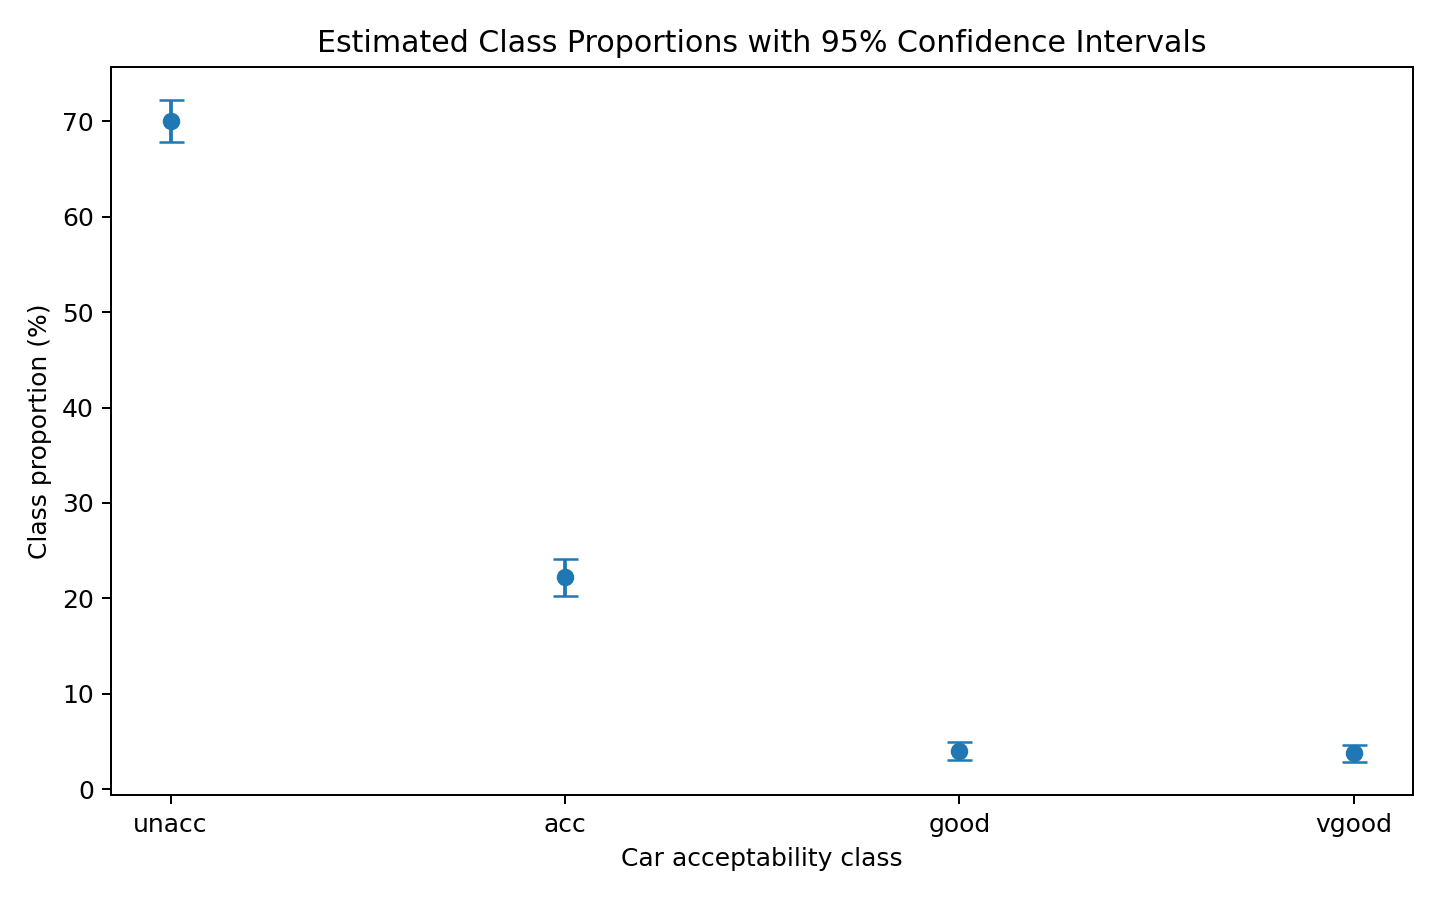 Estimated Class Proportions with 95% Confidence Intervals
Class proportion (%)
70
60
50
40
30
20
10
0
unacc acc good vgood
Car acceptability class